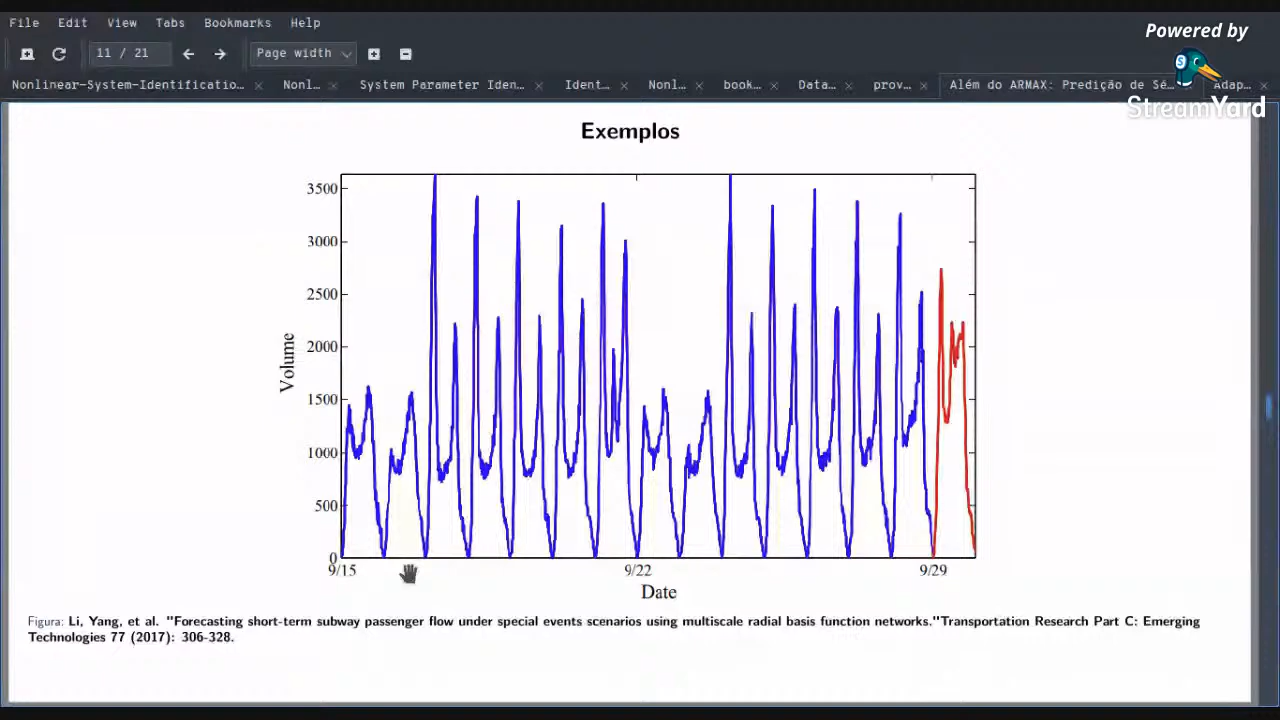 File Edit View Tabs Bookmarks Help
Powered by
11 / 21 Page width
Nonlinear-System-Identificatio… Nonl… System Parameter Iden… Ident… Nonl… book… Data… prov… Além do ARMAX: Predição de Sé… Adap…
StreamYard
Exemplos
3500
3000
2500
2000
1500
1000
500
0
Volume
9/15 9/22 9/29
Date
Figura: Li, Yang, et al. "Forecasting short-term subway passenger flow under special events scenarios using multiscale radial basis function networks."Transportation Research Part C: Emerging
Technologies 77 (2017): 306-328.